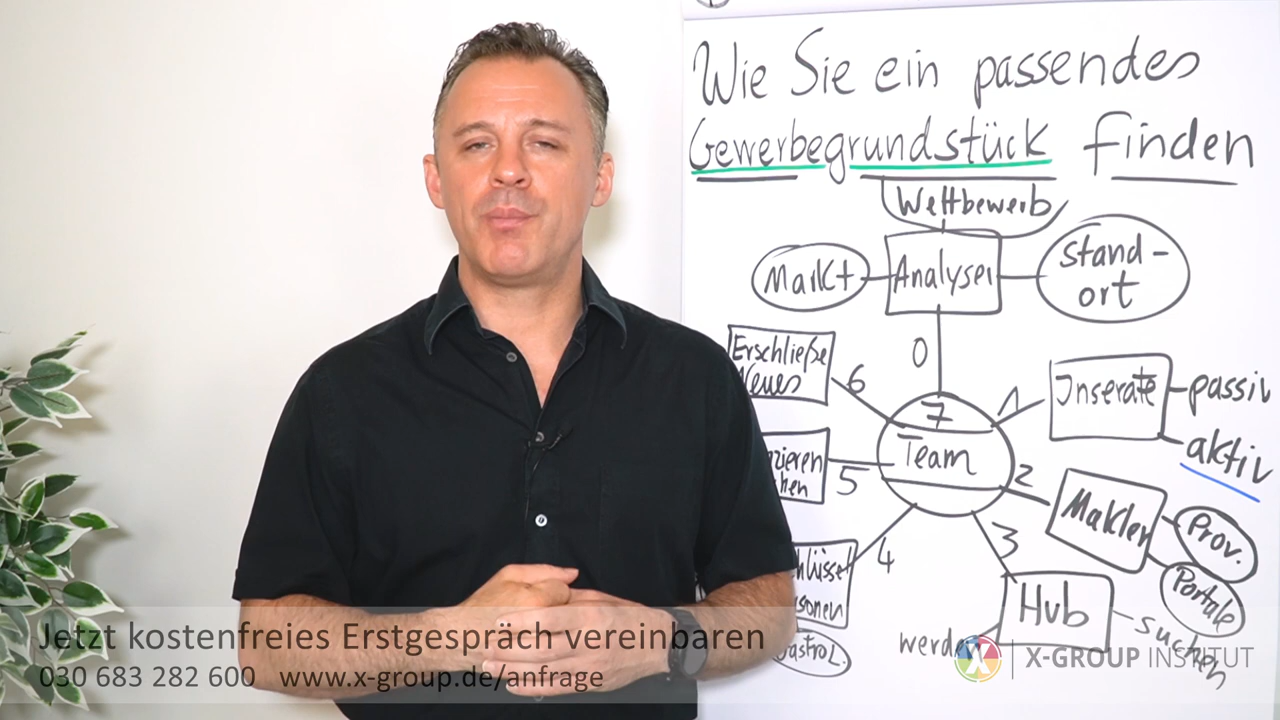 Wie Sie ein passendes
Gewerbegrundstück finden
Wettbewerb
Markt
Analysen
Stand-
ort
0
Erschließe
Neues
6
7
Team
1
Inserate
passiv
aktiv
5
2
Makler
Prov.
Portale
4
3
Hub
suchen
Jetzt kostenfreies Erstgespräch vereinbaren
030 683 282 600 www.x-group.de/anfrage
X-GROUP INSTITUT